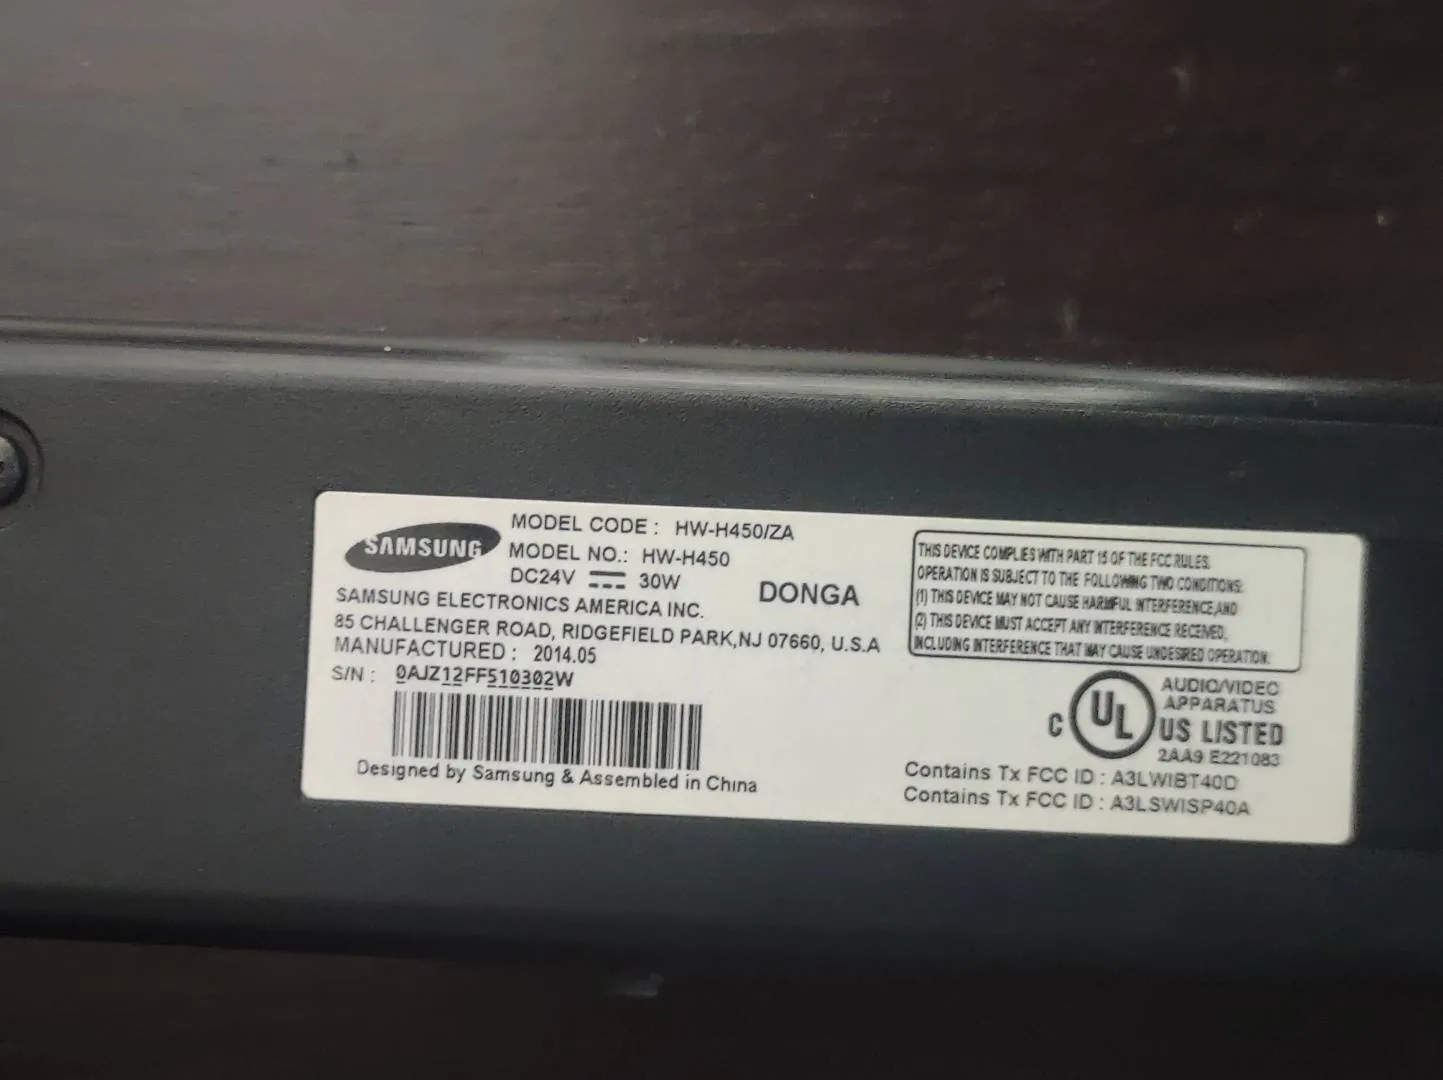 SAMSUNG
MODEL CODE : HW-H450/ZA
MODEL NO.: HW-H450
DC24V 30W
DONGA
SAMSUNG ELECTRONICS AMERICA INC.
85 CHALLENGER ROAD, RIDGEFIELD PARK,NJ 07660, U.S.A
MANUFACTURED : 2014.05
S/N : 0AJZ12FF510302W
Designed by Samsung & Assembled in China
THIS DEVICE COMPLIES WITH PART 15 OF THE FCC RULES.
OPERATION IS SUBJECT TO THE FOLLOWING TWO CONDITIONS:
(1) THIS DEVICE MAY NOT CAUSE HARMFUL INTERFERENCE,AND
(2) THIS DEVICE MUST ACCEPT ANY INTERFERENCE RECEIVED,
INCLUDING INTERFERENCE THAT MAY CAUSE UNDESIRED OPERATION.
C UL US LISTED
AUDIO/VIDEO
APPARATUS
2AA9 E221083
Contains Tx FCC ID : A3LWIBT40D
Contains Tx FCC ID : A3LSWISP40A